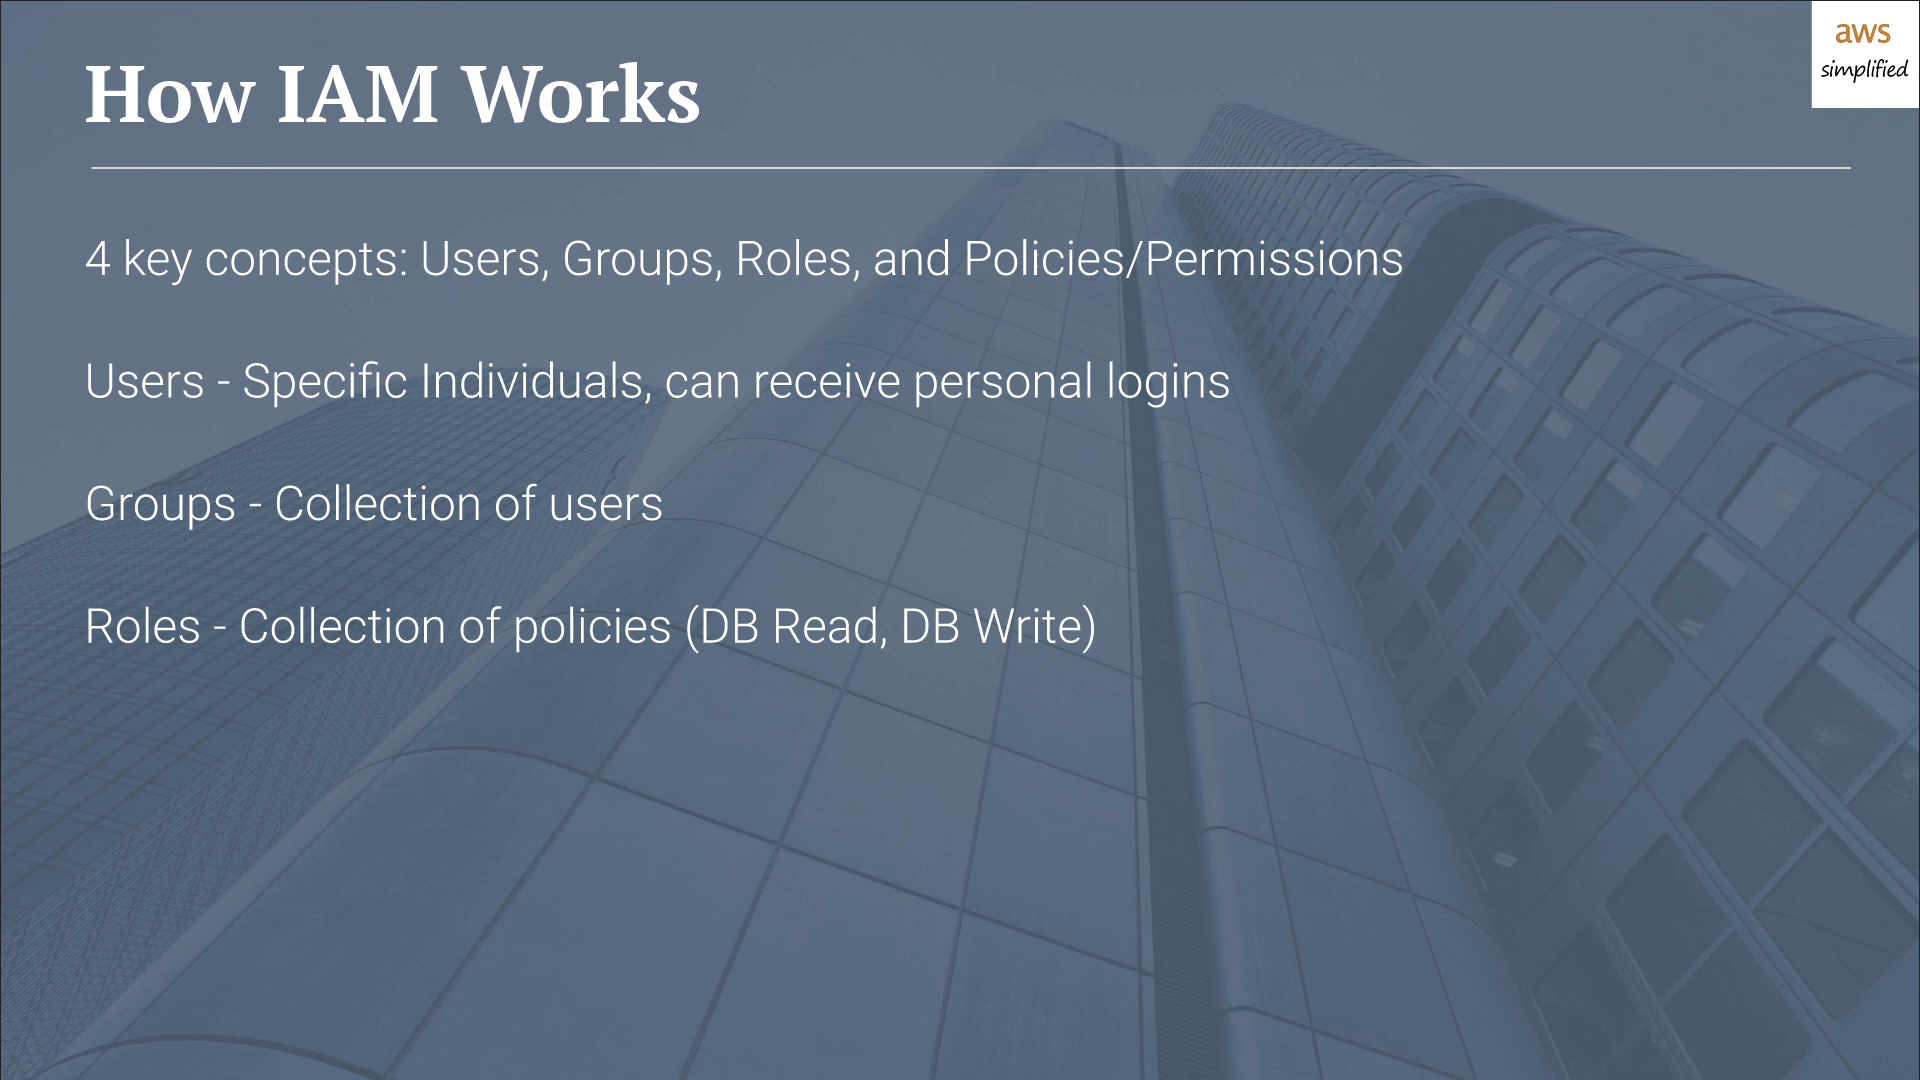 aws
simplified
How IAM Works
4 key concepts: Users, Groups, Roles, and Policies/Permissions
Users - Specific Individuals, can receive personal logins
Groups - Collection of users
Roles - Collection of policies (DB Read, DB Write)